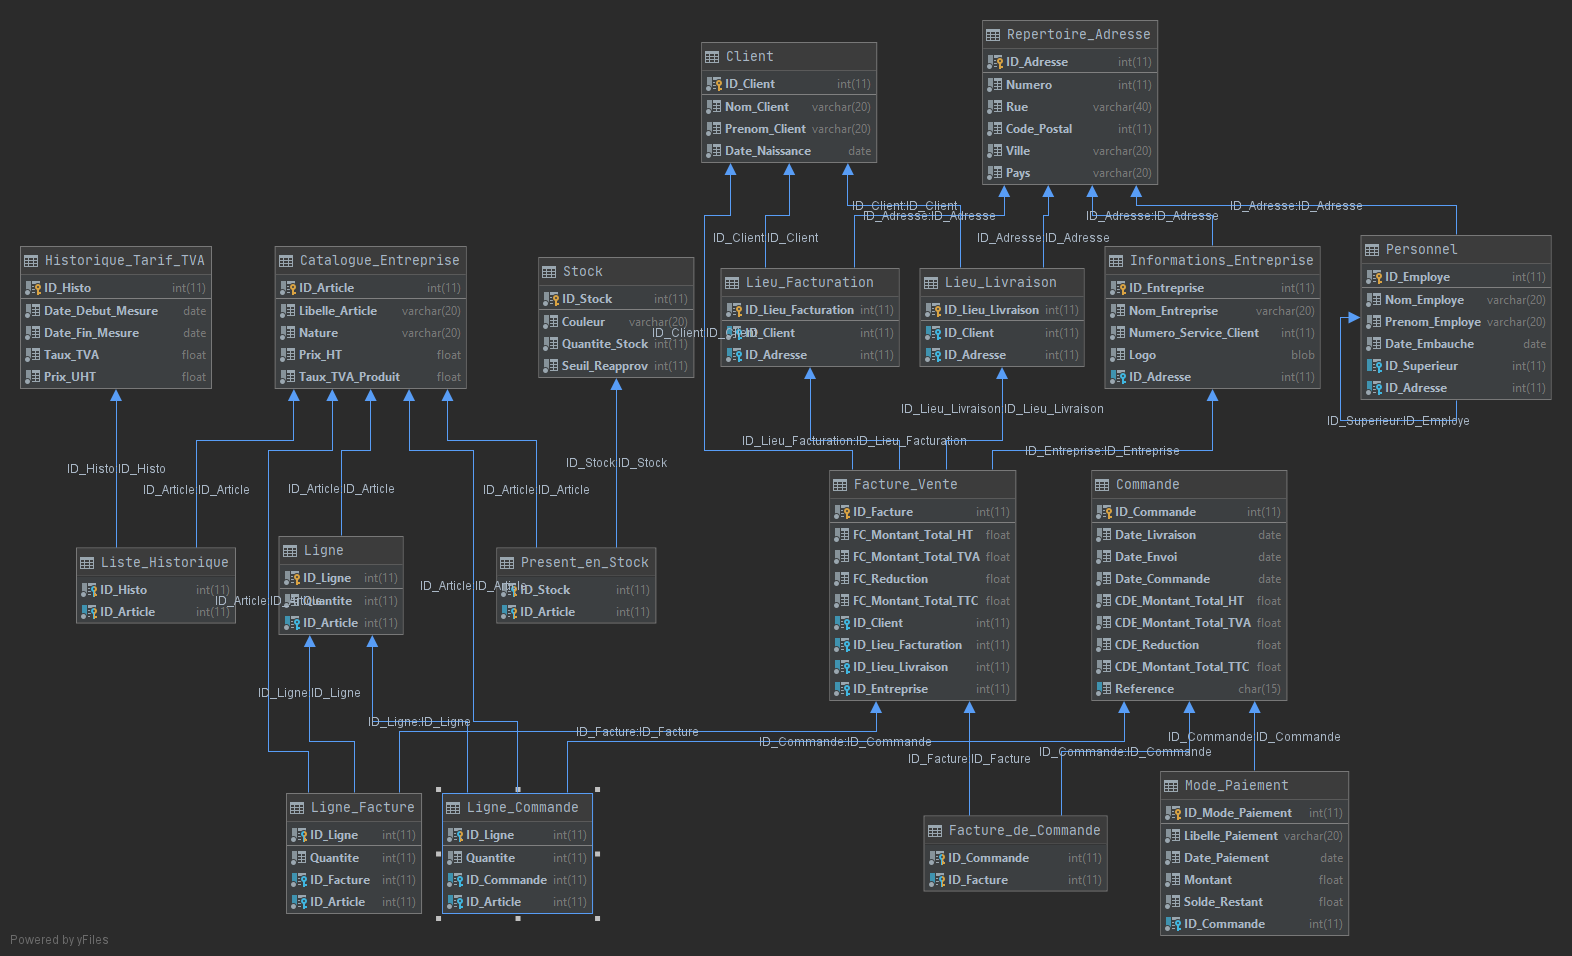 Client
ID_Client int(11)
Nom_Client varchar(20)
Prenom_Client varchar(20)
Date_Naissance date
Repertoire_Adresse
ID_Adresse int(11)
Numero int(11)
Rue varchar(40)
Code_Postal int(11)
Ville varchar(20)
Pays varchar(20)
ID_Client:ID_Client
ID_Adresse:ID_Adresse
ID_Adresse:ID_Adresse
ID_Adresse:ID_Adresse
ID_Client:ID_Client
ID_Adresse:ID_Adresse
Historique_Tarif_TVA
ID_Histo int(11)
Date_Debut_Mesure date
Date_Fin_Mesure date
Taux_TVA float
Prix_UHT float
Catalogue_Entreprise
ID_Article int(11)
Libelle_Article varchar(20)
Nature varchar(20)
Prix_HT float
Taux_TVA_Produit float
Stock
ID_Stock int(11)
Couleur varchar(20)
Quantite_Stock int(11)
Seuil_Reapprov int(11)
ID_Client:ID_Client
Lieu_Facturation
ID_Lieu_Facturation int(11)
ID_Client int(11)
ID_Adresse int(11)
Lieu_Livraison
ID_Lieu_Livraison int(11)
ID_Client int(11)
ID_Adresse int(11)
Informations_Entreprise
ID_Entreprise int(11)
Nom_Entreprise varchar(20)
Numero_Service_Client int(11)
Logo blob
ID_Adresse int(11)
Personnel
ID_Employe int(11)
Nom_Employe varchar(20)
Prenom_Employe varchar(20)
Date_Embauche date
ID_Superieur int(11)
ID_Adresse int(11)
ID_Lieu_Livraison:ID_Lieu_Livraison
ID_Superieur:ID_Employe
ID_Lieu_Facturation:ID_Lieu_Facturation
ID_Entreprise:ID_Entreprise
ID_Histo:ID_Histo
ID_Stock:ID_Stock
ID_Article:ID_Article
ID_Article:ID_Article
ID_Article:ID_Article
Liste_Historique
ID_Histo int(11)
ID_Article int(11)
ID_Article:ID_Article
Ligne
ID_Ligne int(11)
Quantite int(11)
ID_Article int(11)
ID_Article:ID_Article
Present_en_Stock
ID_Stock int(11)
ID_Article int(11)
Facture_Vente
ID_Facture int(11)
FC_Montant_Total_HT float
FC_Montant_Total_TVA float
FC_Reduction float
FC_Montant_Total_TTC float
ID_Client int(11)
ID_Lieu_Facturation int(11)
ID_Lieu_Livraison int(11)
ID_Entreprise int(11)
Commande
ID_Commande int(11)
Date_Livraison date
Date_Envoi date
Date_Commande date
CDE_Montant_Total_HT float
CDE_Montant_Total_TVA float
CDE_Reduction float
CDE_Montant_Total_TTC float
Reference char(15)
ID_Ligne:ID_Ligne
ID_Ligne:ID_Ligne
ID_Facture:ID_Facture
ID_Commande:ID_Commande
ID_Commande:ID_Commande
ID_Commande:ID_Commande
ID_Facture:ID_Facture
Ligne_Facture
ID_Ligne int(11)
Quantite int(11)
ID_Facture int(11)
ID_Article int(11)
Ligne_Commande
ID_Ligne int(11)
Quantite int(11)
ID_Commande int(11)
ID_Article int(11)
Facture_de_Commande
ID_Commande int(11)
ID_Facture int(11)
Mode_Paiement
ID_Mode_Paiement int(11)
Libelle_Paiement varchar(20)
Date_Paiement date
Montant float
Solde_Restant float
ID_Commande int(11)
Powered by yFiles